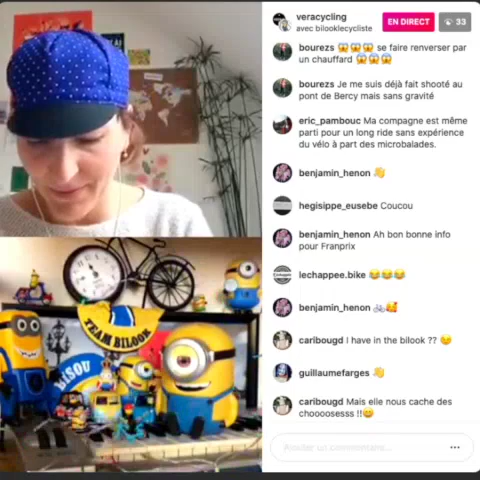 veracycling
EN DIRECT
33
avec bilooklecycliste
bourezs 😱😱😱 se faire renverser par
un chauffard 😱😱😱
bourezs Je me suis déjà fait shooté au
pont de Bercy mais sans gravité
eric_pambouc Ma compagne est même
parti pour un long ride sans expérience
du vélo à part des microbalades.
benjamin_henon 👋
hegisippe_eusebe Coucou
benjamin_henon Ah bon bonne info
pour Franprix
lechappee.bike 😂😂😂
benjamin_henon 🚲🥰
caribougd I have in the bilook ?? 😉
guillaumefarges 👋
caribougd Mais elle nous cache des
choooosesss !!😄
Ajouter un commentaire...
TEAM BILOOK
BISOU